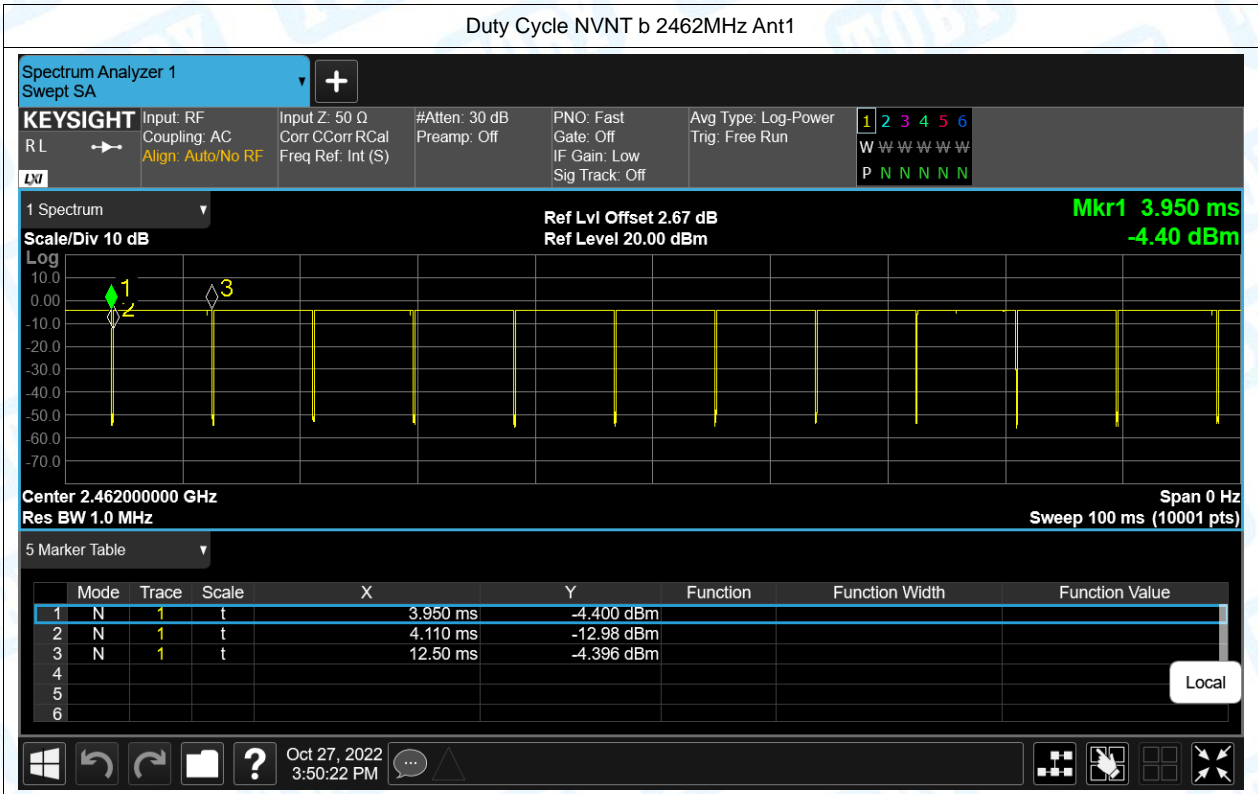 Duty Cycle NVNT b 2462MHz Ant1
Spectrum Analyzer 1
Swept SA
KEYSIGHT Input: RF Input Z: 50 Ω #Atten: 30 dB PNO: Fast Avg Type: Log-Power 1 2 3 4 5 6
RL Coupling: AC Corr CCorr RCal Preamp: Off Gate: Off Trig: Free Run W W W W W W
Align: Auto/No RF Freq Ref: Int (S) IF Gain: Low
LXI Sig Track: Off P N N N N N
1 Spectrum Ref Lvl Offset 2.67 dB Mkr1 3.950 ms
Scale/Div 10 dB Ref Level 20.00 dBm -4.40 dBm
Log
10.0
0.00
-10.0
-20.0
-30.0
-40.0
-50.0
-60.0
-70.0
1
2
3
Center 2.462000000 GHz Span 0 Hz
Res BW 1.0 MHz Sweep 100 ms (10001 pts)
5 Marker Table
Mode Trace Scale X Y Function Function Width Function Value
1 N 1 t 3.950 ms -4.400 dBm
2 N 1 t 4.110 ms -12.98 dBm
3 N 1 t 12.50 ms -4.396 dBm
4
5
6
Local
? Oct 27, 2022
3:50:22 PM